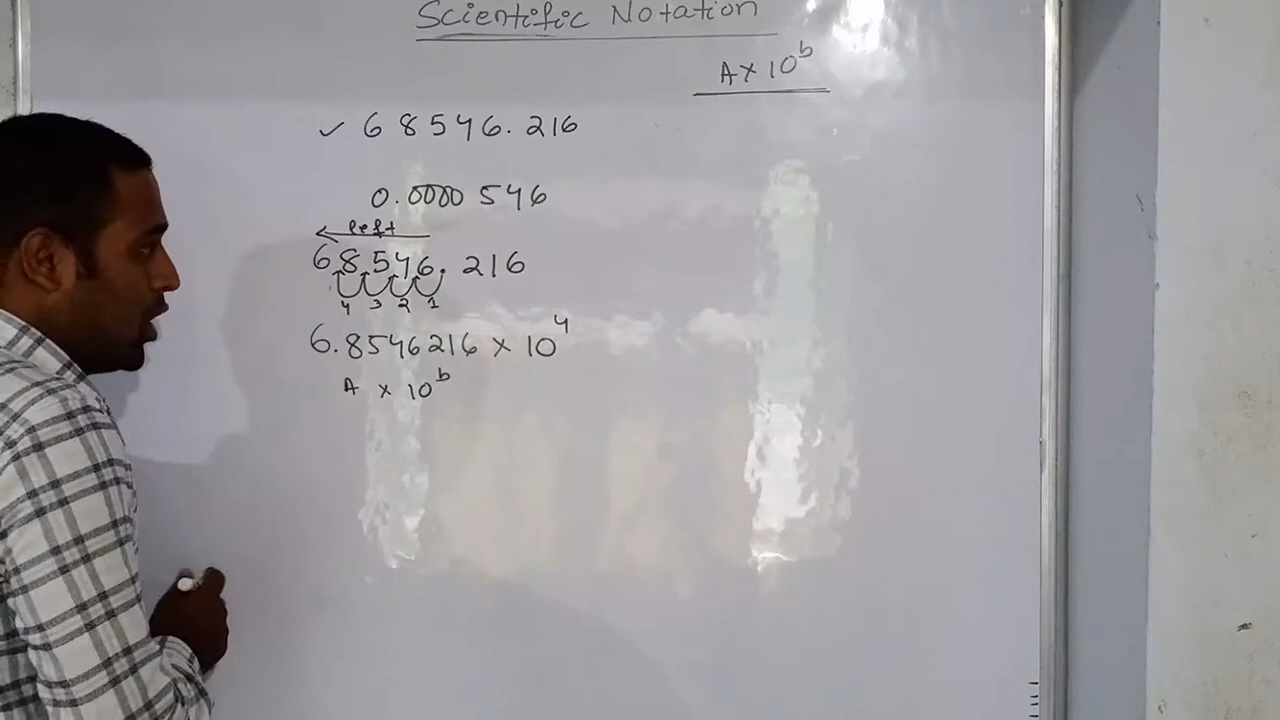 Scientific Notation
A × 10^b
✓ 68546.216
0.0000546
left
68546.216
4 3 2 1
6.8546216 × 10^4
A × 10^b